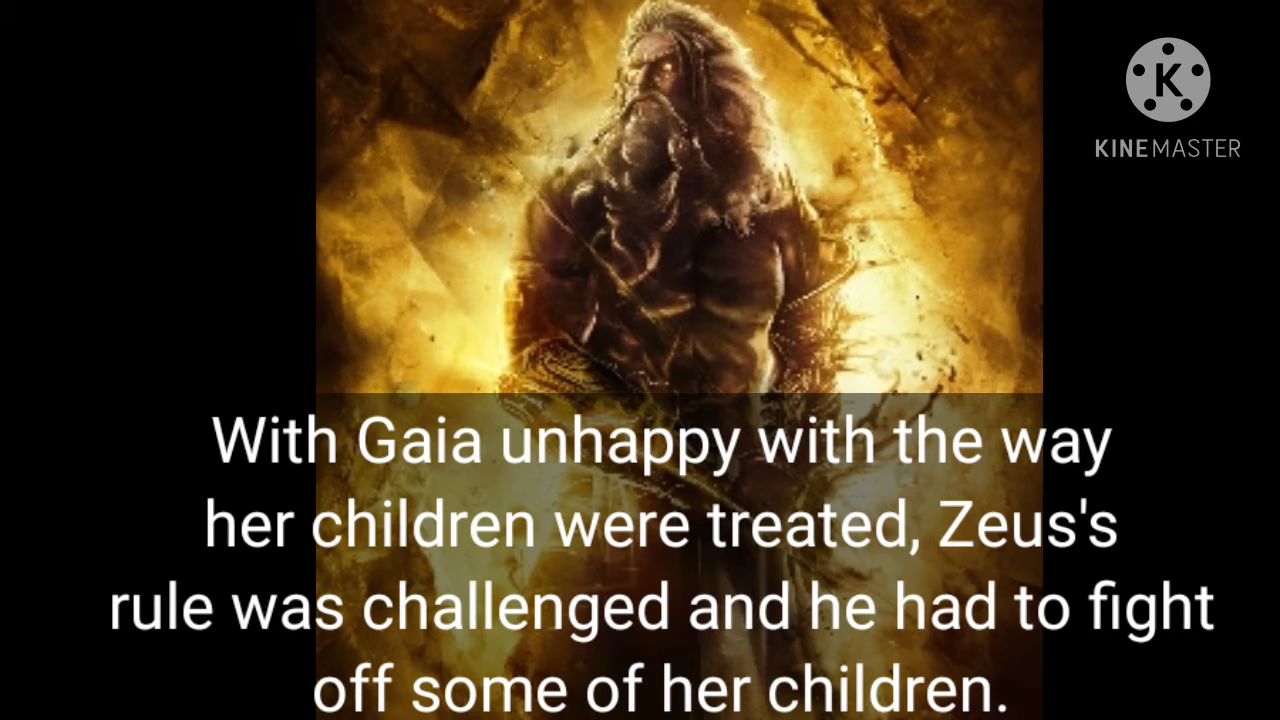 K
KINEMASTER
With Gaia unhappy with the way
her children were treated, Zeus's
rule was challenged and he had to fight
off some of her children.